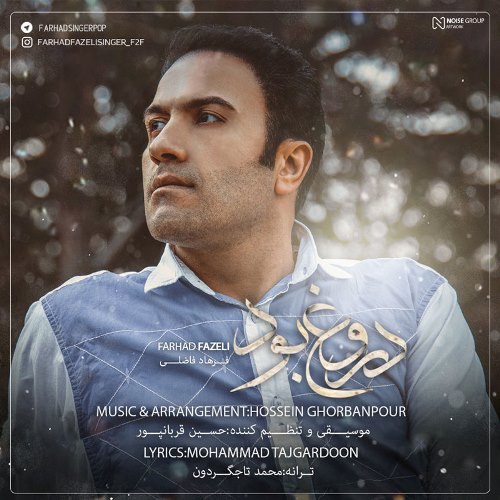 FARHADSINGERPOP
FARHADFAZELISINGER_F2F
NOISE GROUP
ARTWORK
دروغ بود
FARHAD FAZELI
فرهاد فاضلی
MUSIC & ARRANGEMENT:HOSSEIN GHORBANPOUR
موسیقی و تنظیم کننده:حسین قربانپور
LYRICS:MOHAMMAD TAJGARDOON
ترانه:محمد تاجگردون